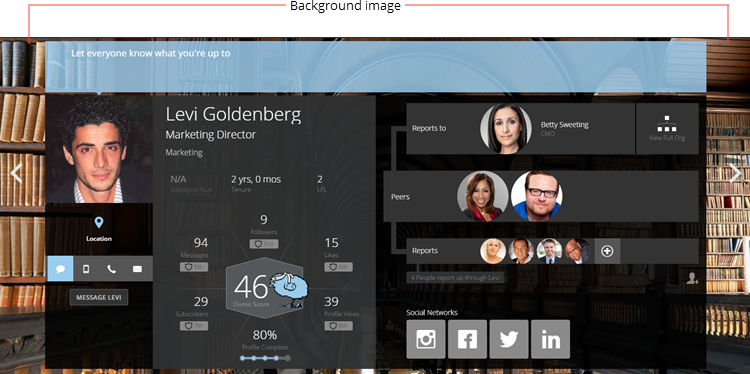 Background image
Let everyone know what you're up to
Levi Goldenberg
Marketing Director
Marketing
N/A
Employee Num
2 yrs, 0 mos
Tenure
2
LFL
Location
MESSAGE LEVI
9
Followers
3rd
94
Messages
5th
15
Likes
6th
46
Domo Score
29
Subscribers
7th
39
Profile Views
8th
80%
Profile Complete
Reports to
Betty Sweeting
CMO
View Full Org
Peers
Reports
4 People report up through Levi
Social Networks
in